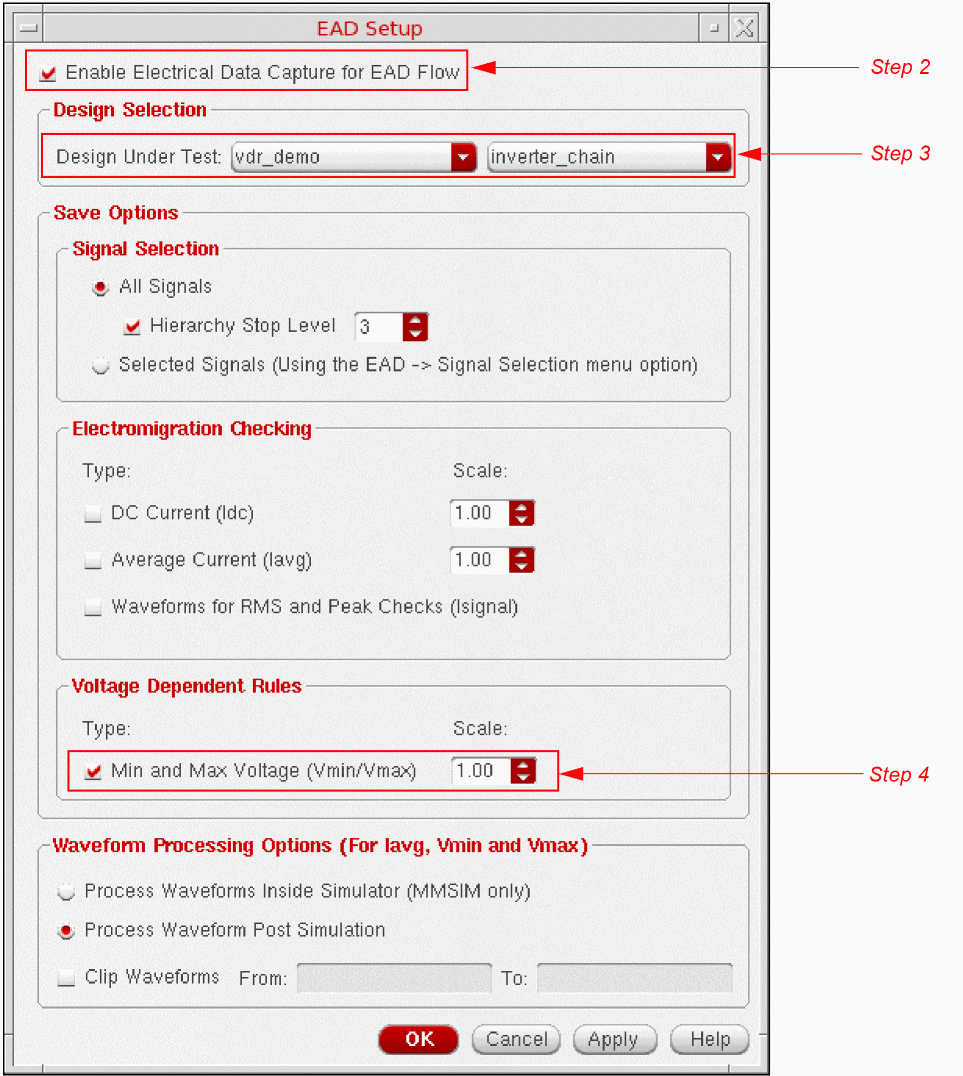 EAD Setup
Enable Electrical Data Capture for EAD Flow
Step 2
Design Selection
Design Under Test: vdr_demo inverter_chain
Step 3
Save Options
Signal Selection
All Signals
Hierarchy Stop Level 3
Selected Signals (Using the EAD -> Signal Selection menu option)
Electromigration Checking
Type: Scale:
DC Current (Idc) 1.00
Average Current (Iavg) 1.00
Waveforms for RMS and Peak Checks (Isignal)
Voltage Dependent Rules
Type: Scale:
Min and Max Voltage (Vmin/Vmax) 1.00
Step 4
Waveform Processing Options (For Iavg, Vmin and Vmax)
Process Waveforms Inside Simulator (MMSIM only)
Process Waveform Post Simulation
Clip Waveforms From: To:
OK Cancel Apply Help